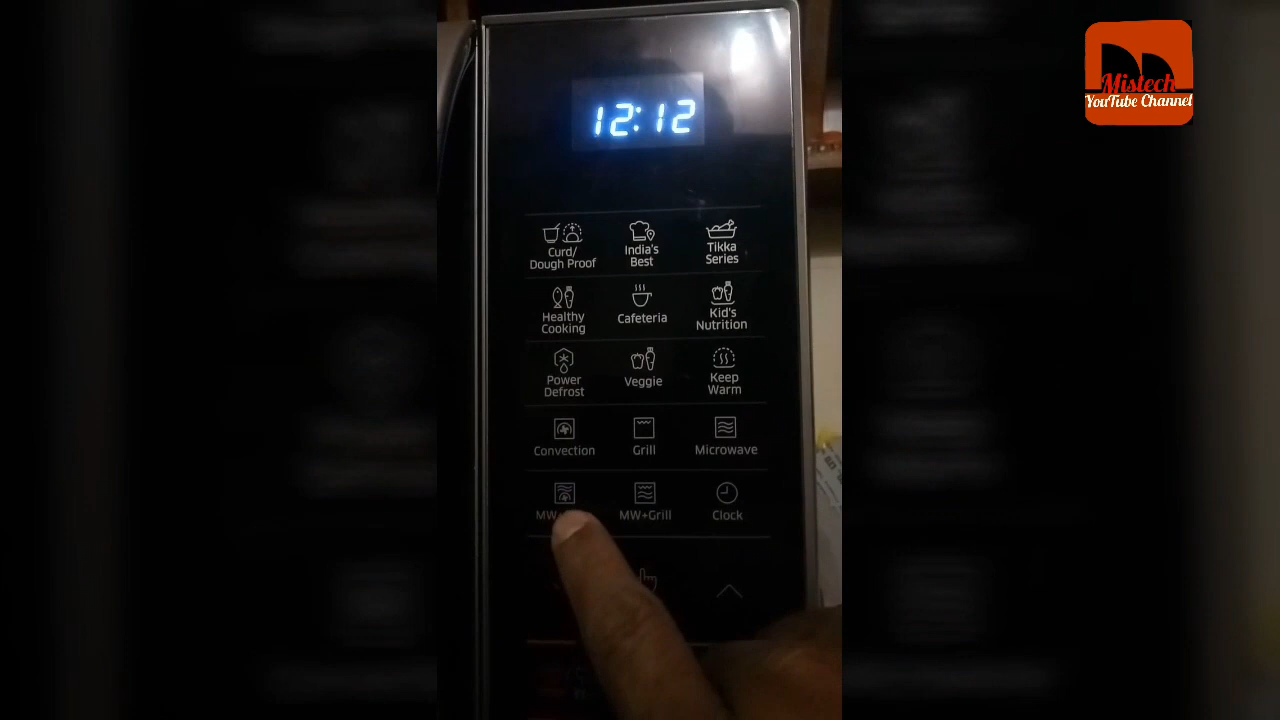 Mistech
YouTube Channel
12:12
Curd/
Dough Proof
India's
Best
Tikka
Series
Healthy
Cooking
Cafeteria
Kid's
Nutrition
Power
Defrost
Veggie
Keep
Warm
Convection
Grill
Microwave
MW+Grill
Clock